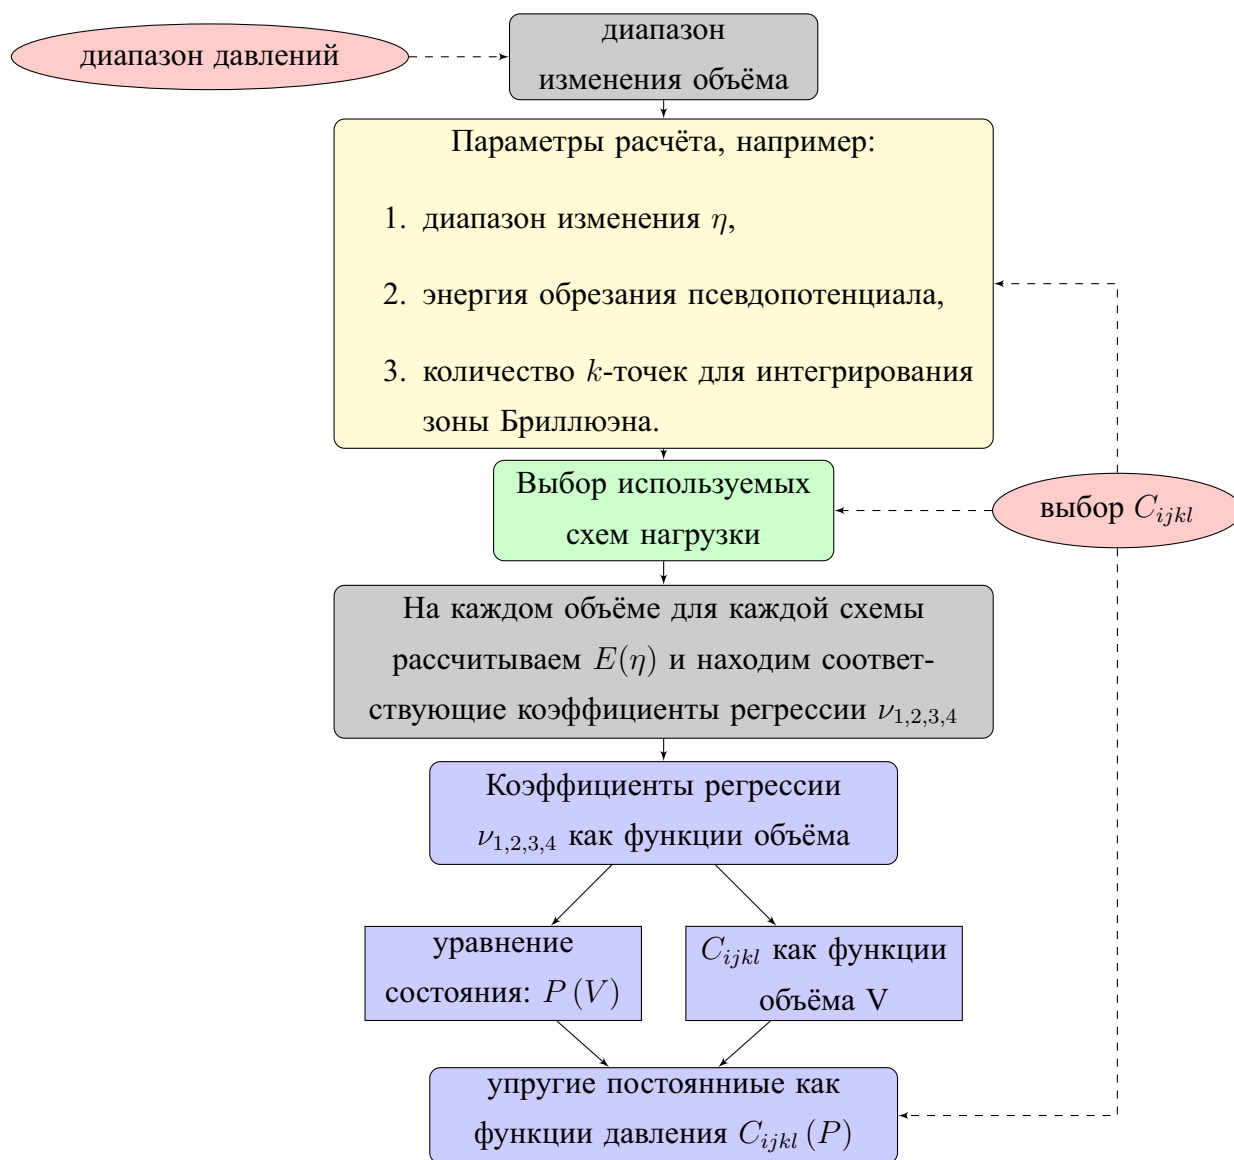 диапазон давлений
диапазон
изменения объёма
Параметры расчёта, например:
1. диапазон изменения η,
2. энергия обрезания псевдопотенциала,
3. количество k-точек для интегрирования
зоны Бриллюэна.
Выбор используемых
схем нагрузки
выбор C_{ijkl}
На каждом объёме для каждой схемы
рассчитываем E(η) и находим соответ-
ствующие коэффициенты регрессии ν_{1,2,3,4}
Коэффициенты регрессии
ν_{1,2,3,4} как функции объёма
уравнение
состояния: P (V)
C_{ijkl} как функции
объёма V
упругие постоянниые как
функции давления C_{ijkl} (P)